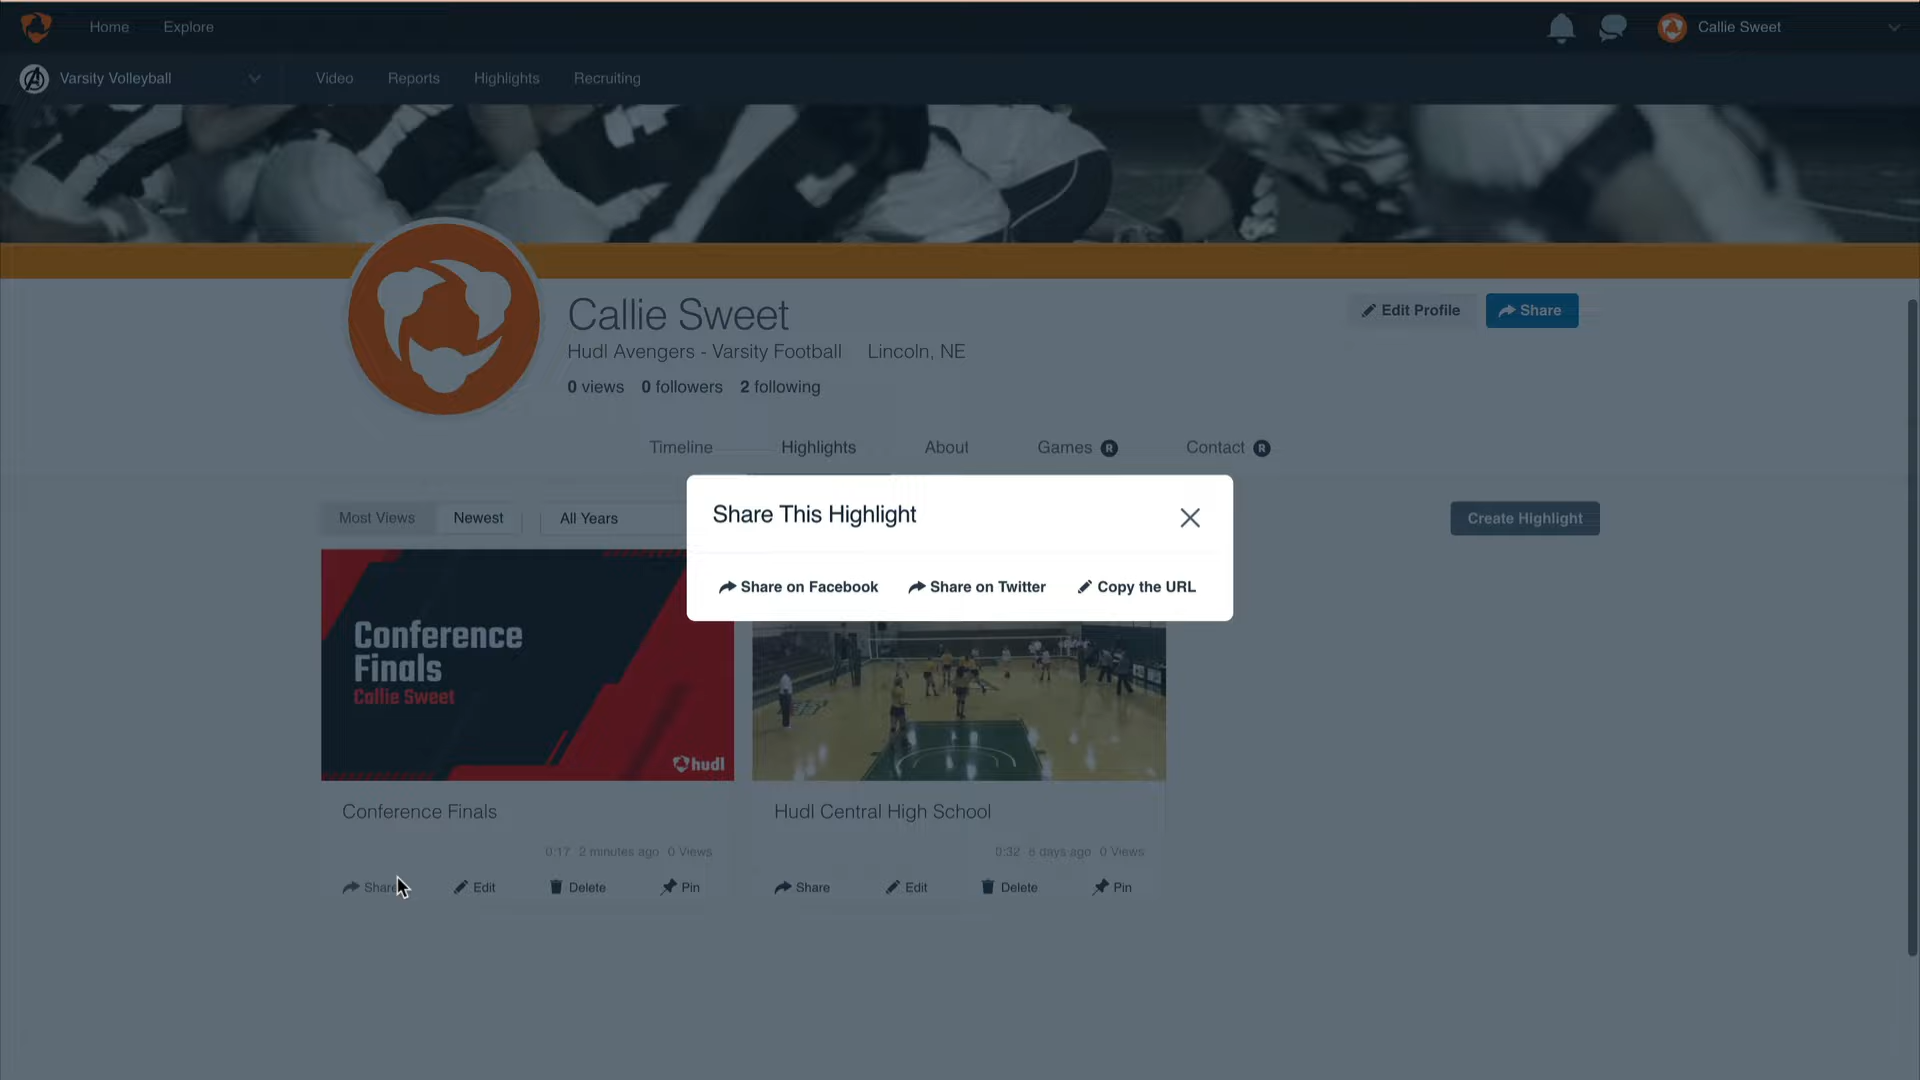 Home Explore Callie Sweet
Varsity Volleyball Video Reports Highlights Recruiting
Callie Sweet
Edit Profile Share
Hudl Avengers - Varsity Football Lincoln, NE
0 views 0 followers 2 following
Timeline Highlights About Games R Contact R
Most Views Newest All Years
Create Highlight
Share This Highlight
Share on Facebook Share on Twitter Copy the URL
Conference
Finals
Callie Sweet
hudl
Conference Finals
0:17 2 minutes ago 0 Views
Share Edit Delete Pin
Hudl Central High School
0:32 6 days ago 0 Views
Share Edit Delete Pin